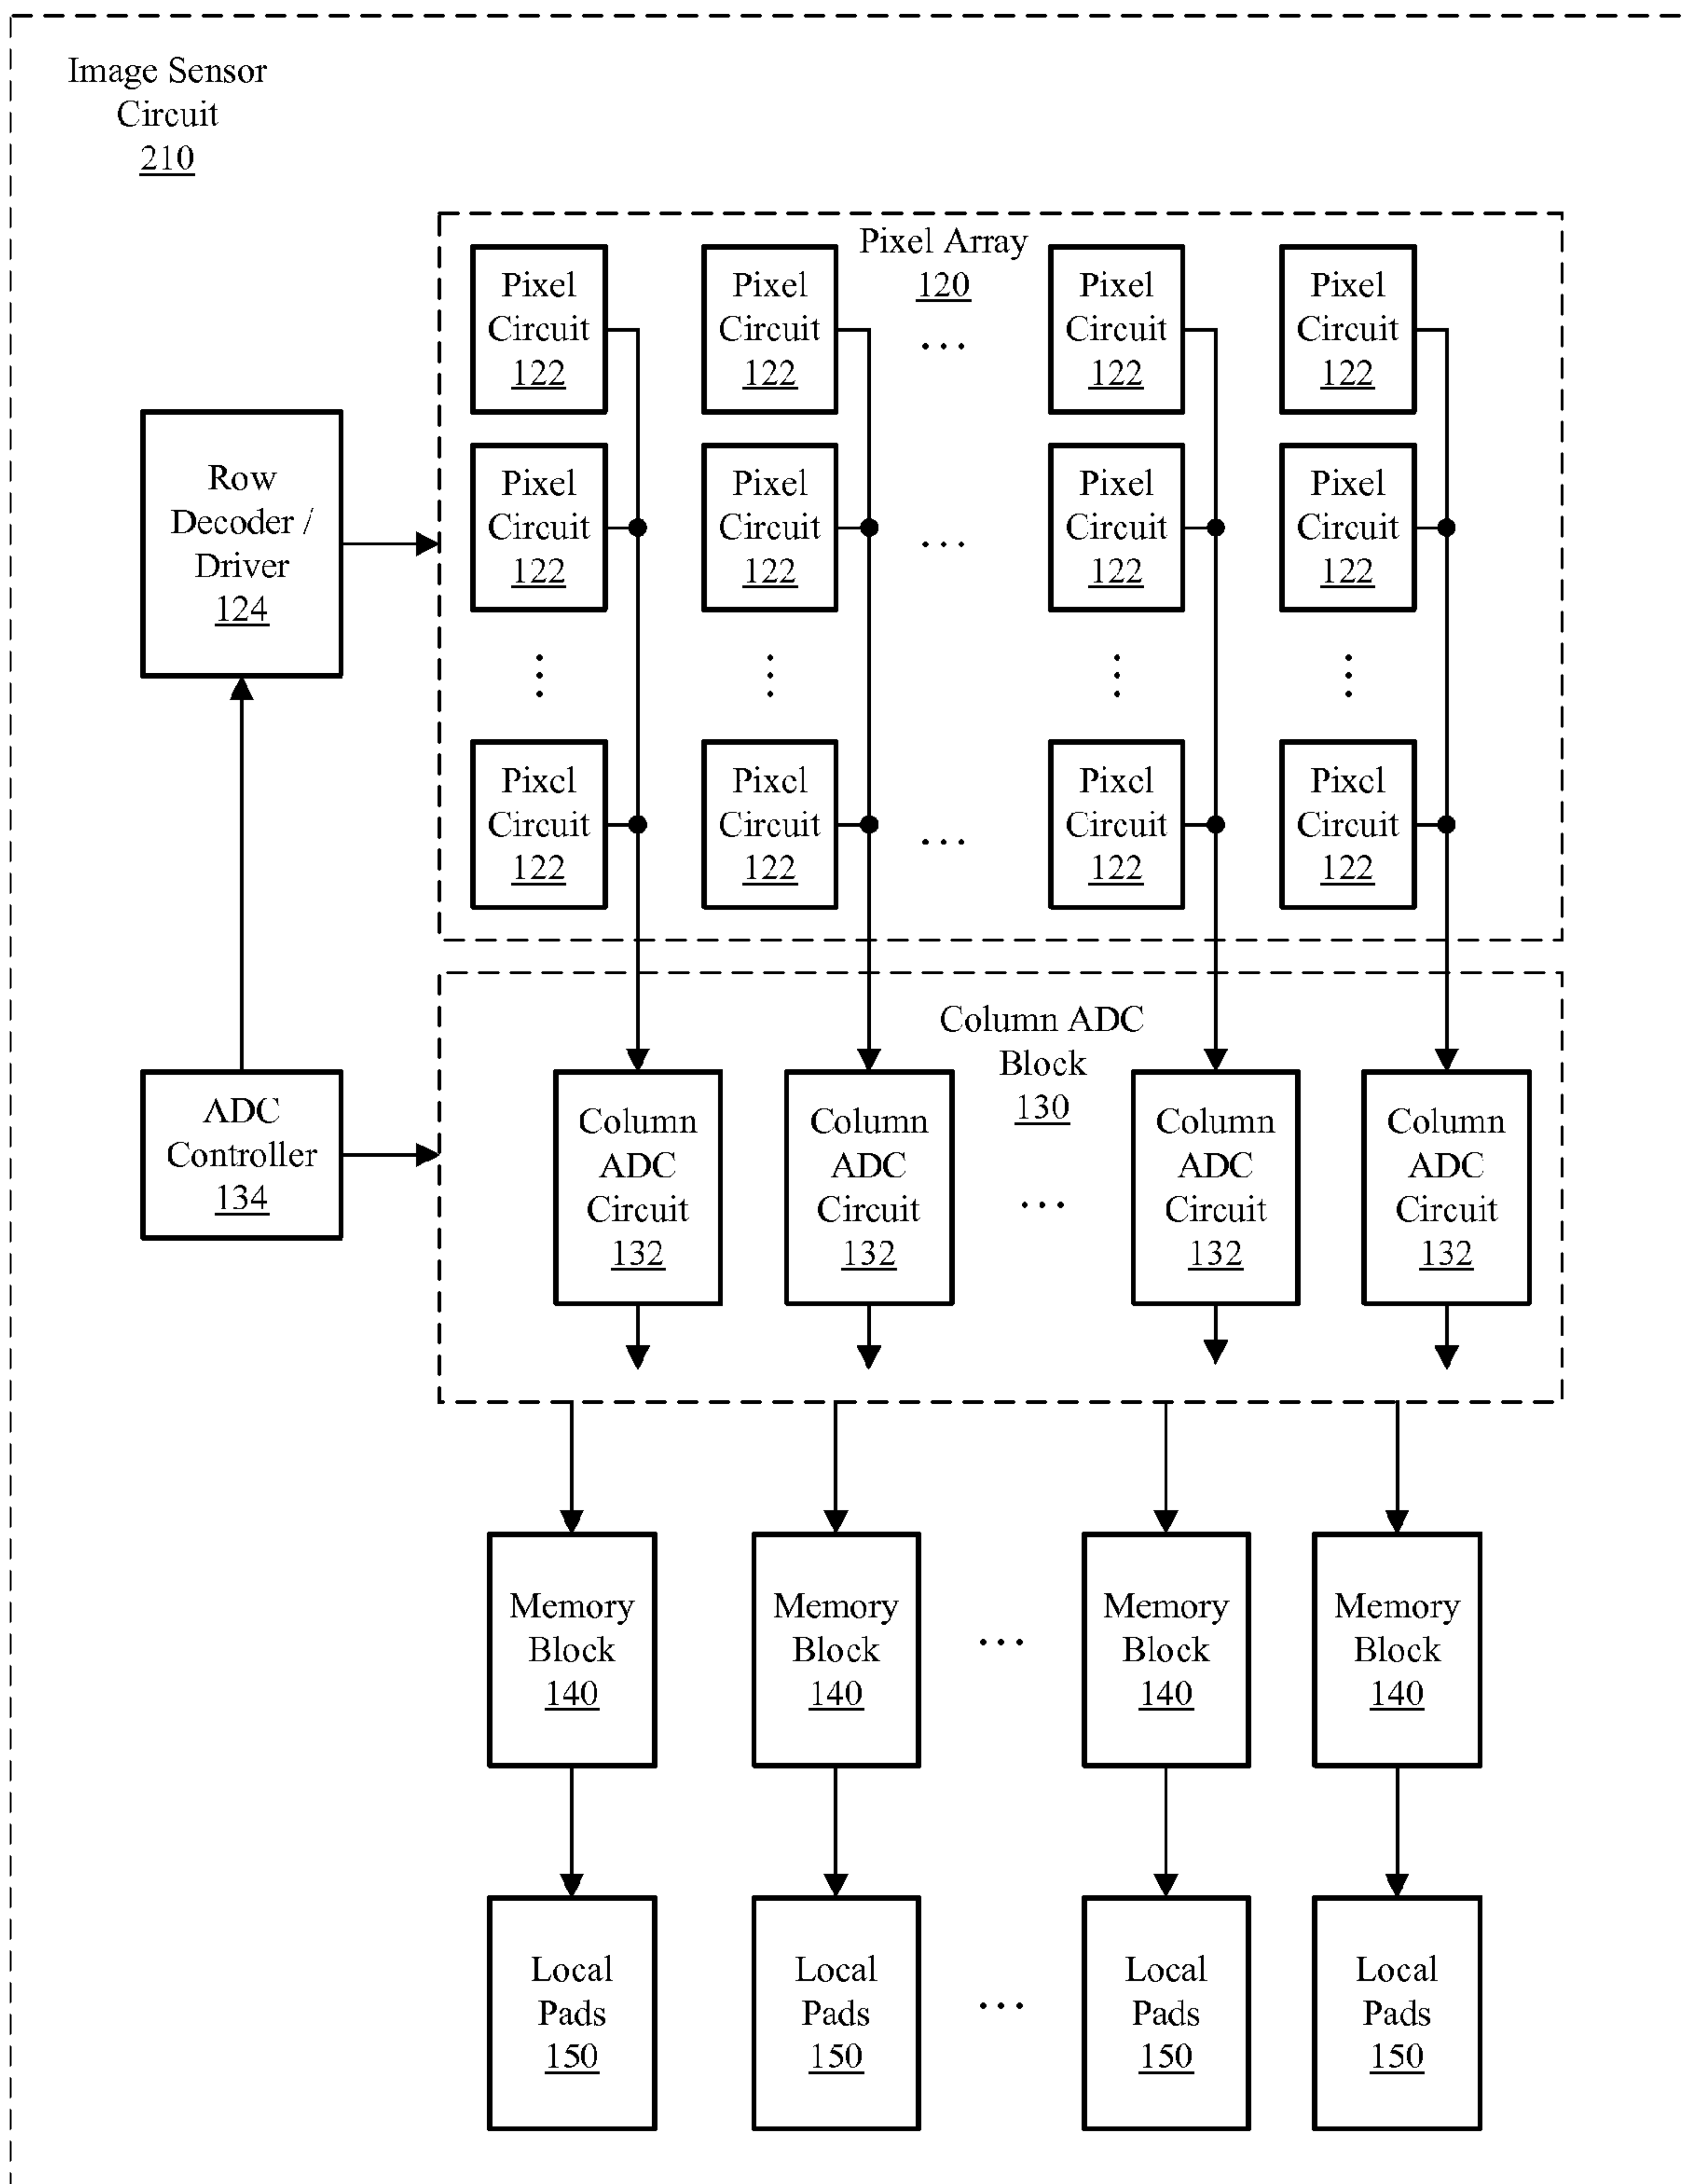 Image Sensor
Circuit
210
Pixel Array
120
Pixel
Circuit
122
Pixel
Circuit
122
...
Pixel
Circuit
122
Pixel
Circuit
122
Row
Decoder /
Driver
124
Pixel
Circuit
122
Pixel
Circuit
122
...
Pixel
Circuit
122
Pixel
Circuit
122
Pixel
Circuit
122
Pixel
Circuit
122
...
Pixel
Circuit
122
Pixel
Circuit
122
Column ADC
Block
130
ADC
Controller
134
Column
ADC
Circuit
132
Column
ADC
Circuit
132
...
Column
ADC
Circuit
132
Column
ADC
Circuit
132
Memory
Block
140
Memory
Block
140
...
Memory
Block
140
Memory
Block
140
Local
Pads
150
Local
Pads
150
...
Local
Pads
150
Local
Pads
150